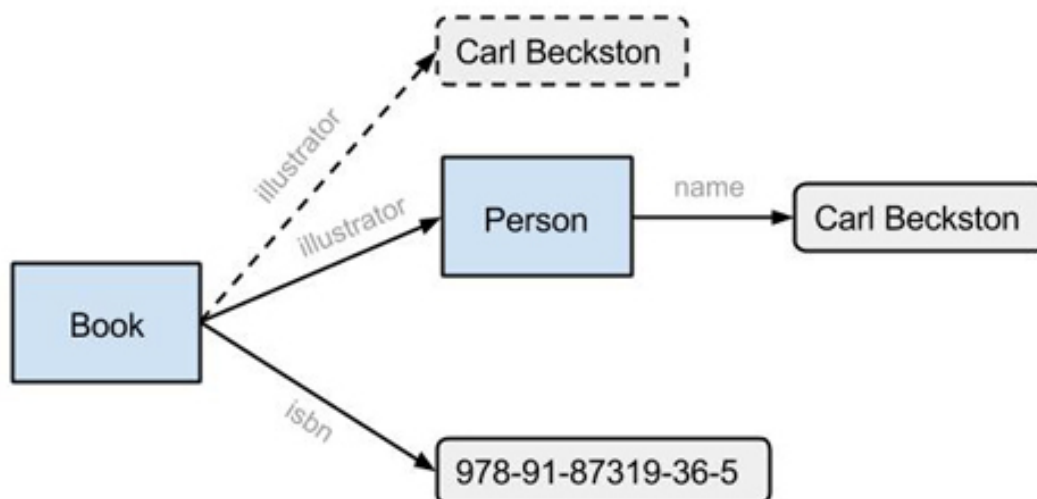 Carl Beckston
illustrator
illustrator
Person
name
Carl Beckston
Book
isbn
978-91-87319-36-5